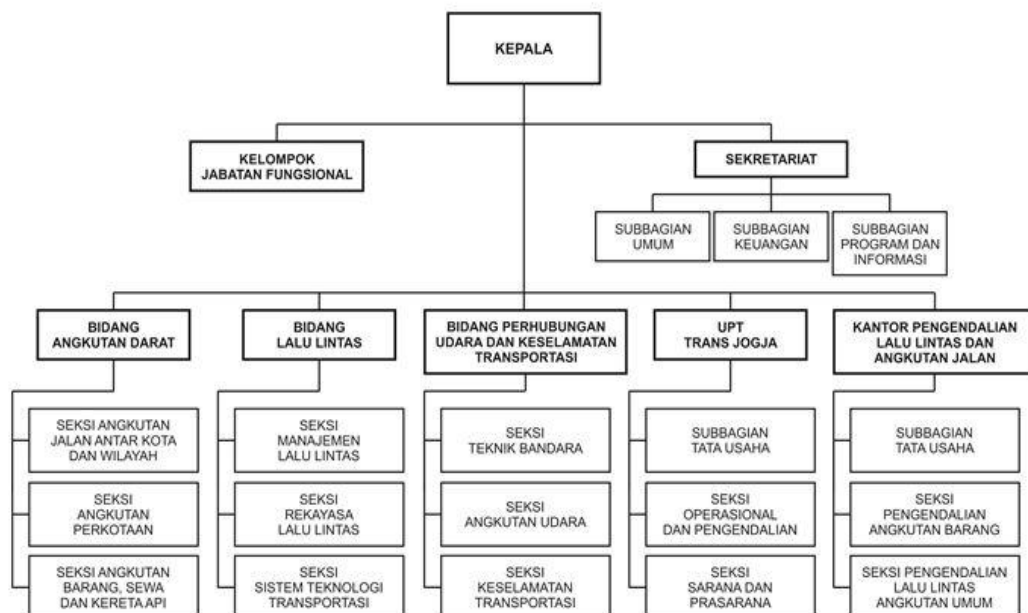 KEPALA
KELOMPOK
JABATAN FUNGSIONAL
SEKRETARIAT
SUBBAGIAN
UMUM
SUBBAGIAN
KEUANGAN
SUBBAGIAN
PROGRAM DAN
INFORMASI
BIDANG
ANGKUTAN DARAT
BIDANG
LALU LINTAS
BIDANG PERHUBUNGAN
UDARA DAN KESELAMATAN
TRANSPORTASI
UPT
TRANS JOGJA
KANTOR PENGENDALIAN
LALU LINTAS DAN
ANGKUTAN JALAN
SEKSI ANGKUTAN
JALAN ANTAR KOTA
DAN WILAYAH
SEKSI
MANAJEMEN
LALU LINTAS
SEKSI
TEKNIK BANDARA
SUBBAGIAN
TATA USAHA
SUBBAGIAN
TATA USAHA
SEKSI
ANGKUTAN
PERKOTAAN
SEKSI
REKAYASA
LALU LINTAS
SEKSI
ANGKUTAN UDARA
SEKSI
OPERASIONAL
DAN PENGENDALIAN
SEKSI
PENGENDALIAN
ANGKUTAN BARANG
SEKSI ANGKUTAN
BARANG, SEWA
DAN KERETA API
SEKSI
SISTEM TEKNOLOGI
TRANSPORTASI
SEKSI
KESELAMATAN
TRANSPORTASI
SEKSI
SARANA DAN
PRASARANA
SEKSI PENGENDALIAN
LALU LINTAS
ANGKUTAN UMUM